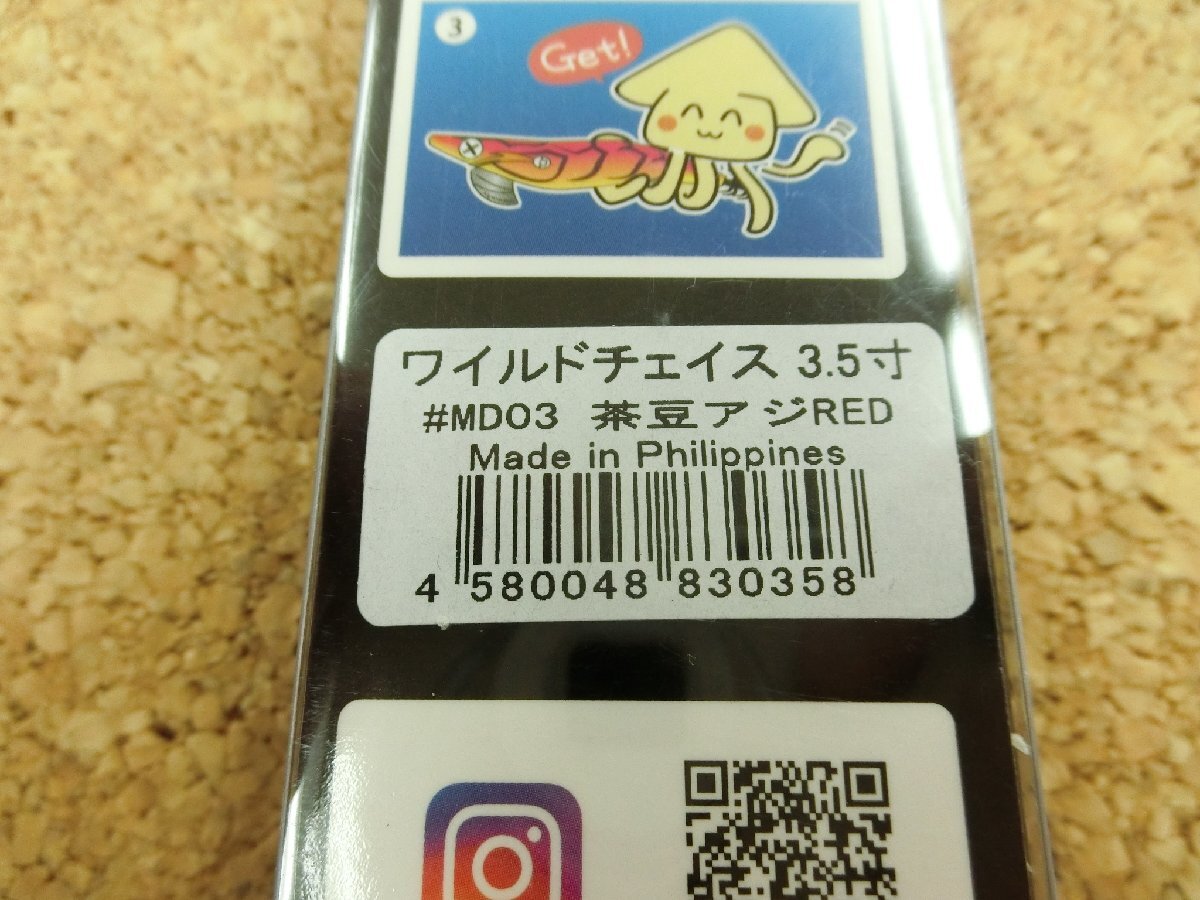 3
Get!
ワイルドチェイス 3.5寸
#MD03 茶豆アジRED
Made in Philippines
4 580048 830358